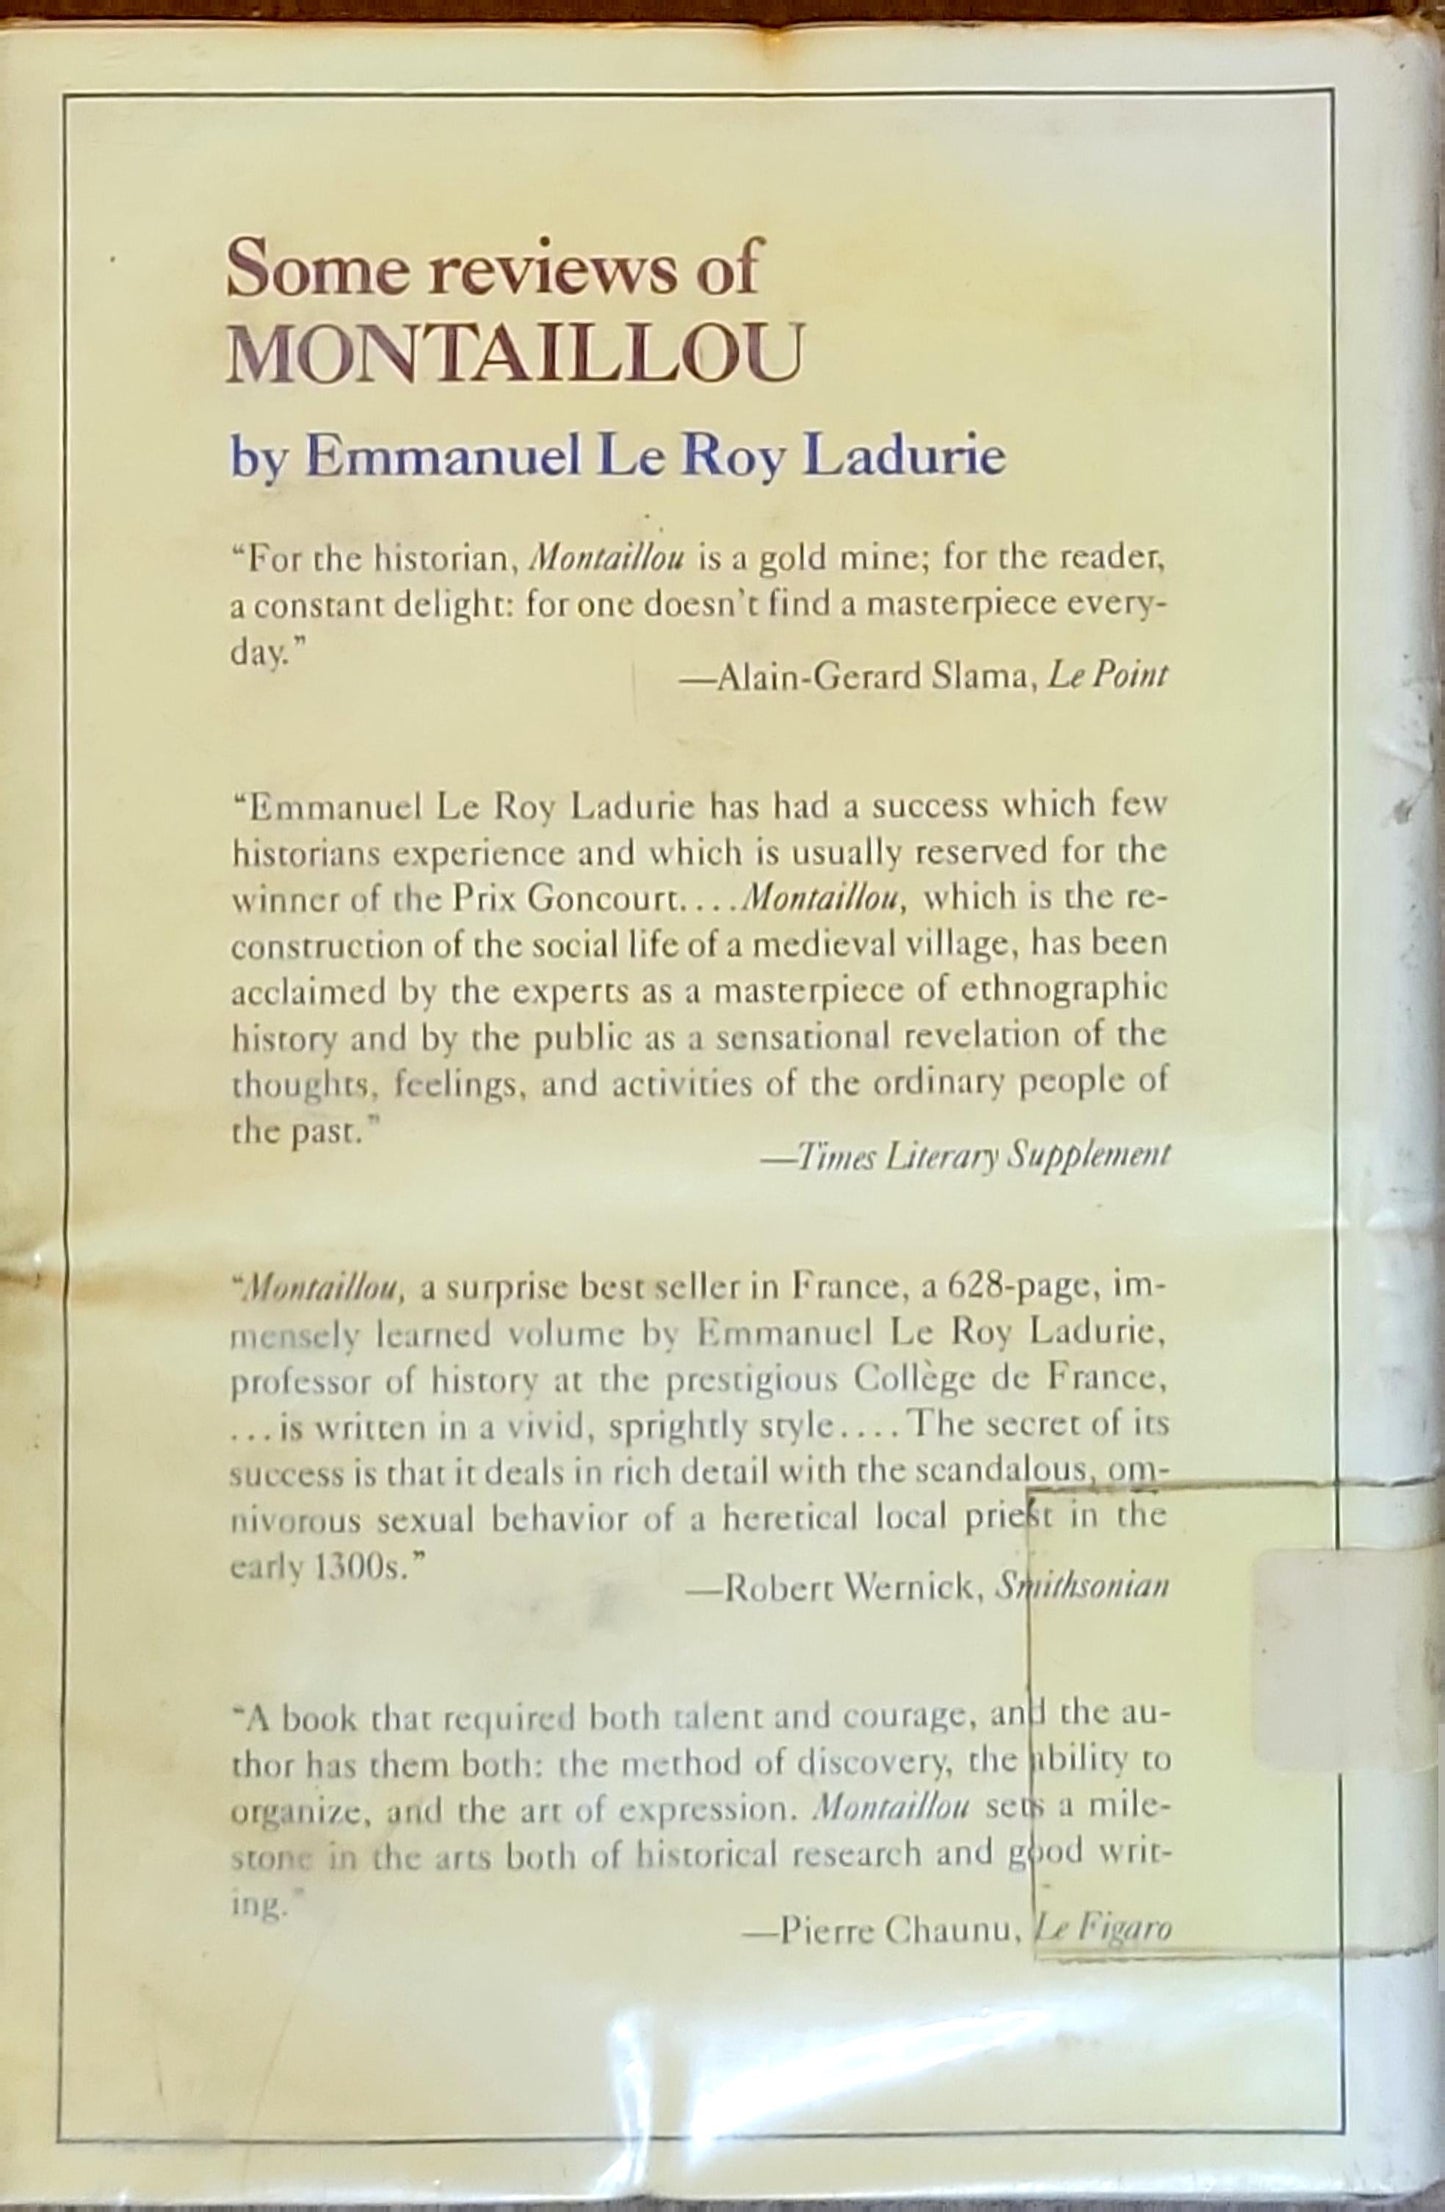 Some reviews of
MONTAILLOU
by Emmanuel Le Roy Ladurie
“For the historian, Montaillou is a gold mine; for the reader,
a constant delight: for one doesn’t find a masterpiece every-
day.”
—Alain-Gerard Slama, Le Point
“Emmanuel Le Roy Ladurie has had a success which few
historians experience and which is usually reserved for the
winner of the Prix Goncourt....Montaillou, which is the re-
construction of the social life of a medieval village, has been
acclaimed by the experts as a masterpiece of ethnographic
history and by the public as a sensational revelation of the
thoughts, feelings, and activities of the ordinary people of
the past.”
—Times Literary Supplement
“Montaillou, a surprise best seller in France, a 628-page, im-
mensely learned volume by Emmanuel Le Roy Ladurie,
professor of history at the prestigious Collège de France,
...is written in a vivid, sprightly style.... The secret of its
success is that it deals in rich detail with the scandalous, om-
nivorous sexual behavior of a heretical local priest in the
early 1300s.”
—Robert Wernick, Smithsonian
“A book that required both talent and courage, and the au-
thor has them both: the method of discovery, the ability to
organize, and the art of expression. Montaillou sets a mile-
stone in the arts both of historical research and good writ-
ing.”
—Pierre Chaunu, Le Figaro